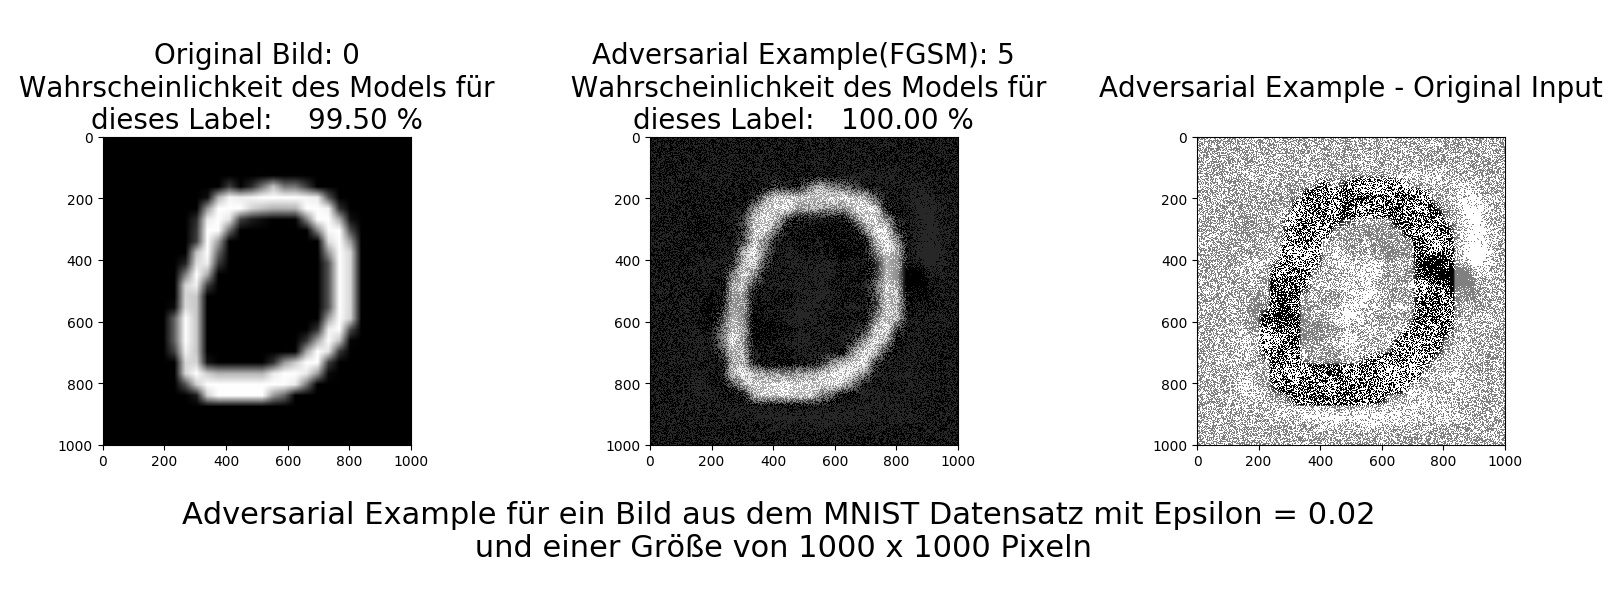 Original Bild: 0
Wahrscheinlichkeit des Models für
dieses Label: 99.50 %
0
200
400
600
800
1000
0 200 400 600 800 1000
Adversarial Example(FGSM): 5
Wahrscheinlichkeit des Models für
dieses Label: 100.00 %
0
200
400
600
800
1000
0 200 400 600 800 1000
Adversarial Example - Original Input
0
200
400
600
800
1000
0 200 400 600 800 1000
Adversarial Example für ein Bild aus dem MNIST Datensatz mit Epsilon = 0.02
und einer Größe von 1000 x 1000 Pixeln